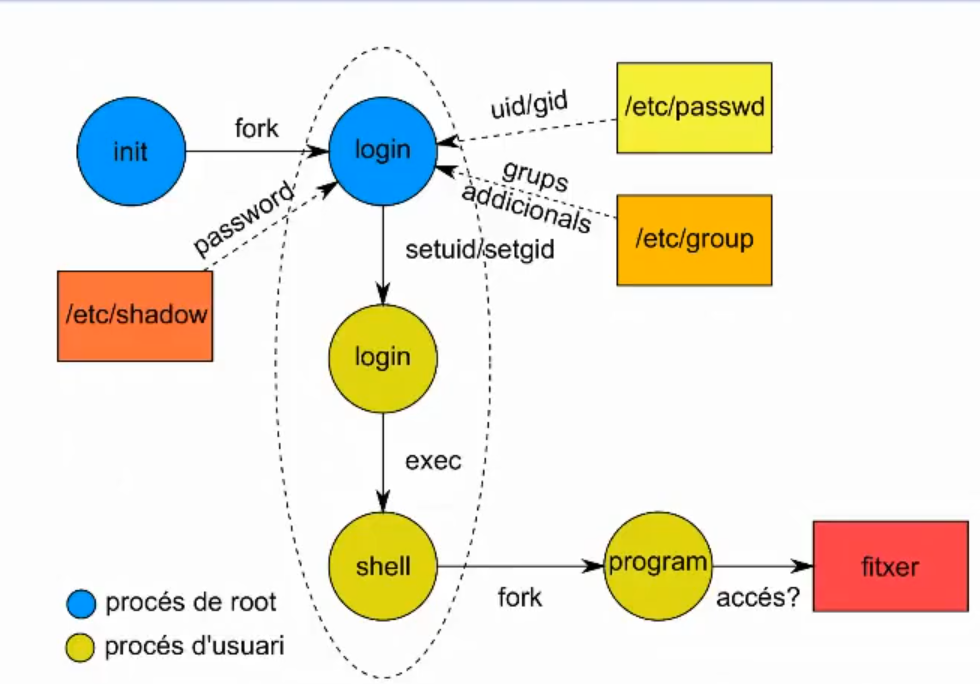 init
fork
login
uid/gid
/etc/passwd
grups
addicionals
/etc/group
password
/etc/shadow
setuid/setgid
login
exec
shell
fork
program
accés?
fitxer
procés de root
procés d'usuari